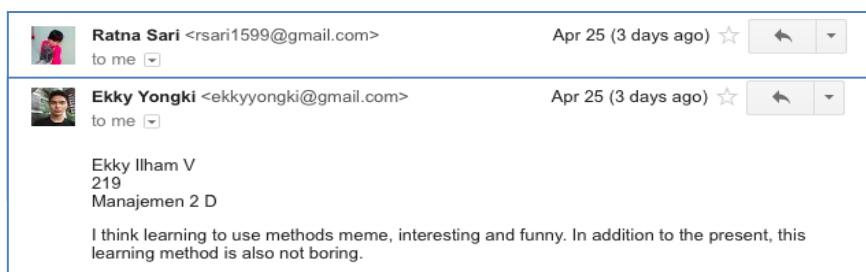 Ratna Sari <rsari1599@gmail.com> Apr 25 (3 days ago)
to me
Ekky Yongki <ekkyyongki@gmail.com> Apr 25 (3 days ago)
to me
Ekky Ilham V
219
Manajemen 2 D
I think learning to use methods meme, interesting and funny. In addition to the present, this
learning method is also not boring.